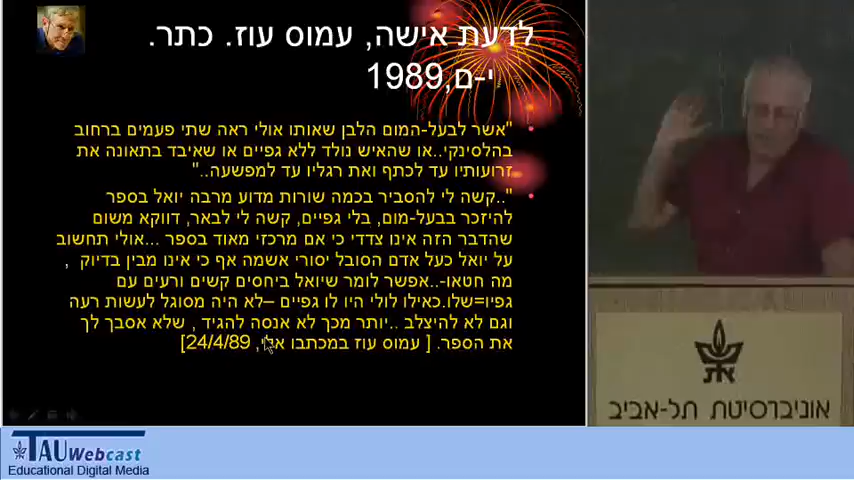 לדעת אישה, עמוס עוז. כתר.
י-ם,1989
"אשר לבעל-המום הלבן שאותו אולי ראה שתי פעמים ברחוב
בהלסינקי..או שהאיש נולד ללא גפיים או שאיבד בתאונה את
זרועותיו עד לכתף ואת רגליו עד למפשעה.."
"..קשה לי להסביר בכמה שורות מדוע מרבה יואל בספר
להיזכר בבעל-מום, בלי גפיים, קשה לי לבאר, דווקא משום
שהדבר הזה אינו צדדי כי אם מרכזי מאוד בספר ...אולי תחשוב
על יואל כעל אדם הסובל יסורי אשמה אף כי אינו מבין בדיוק ,
מה חטאו-..אפשר לומר שיואל ביחסים קשים ורעים עם
גפיו=שלו.כאילו לולי היו לו גפיים –לא היה מסוגל לעשות רעה
וגם לא להיצלב ..יותר מכך לא אנסה להגיד , שלא אסבך לך
את הספר. [ עמוס עוז במכתבו אלי, 24/4/89]
אוניברסיטת תל-אביב
TAU Webcast
Educational Digital Media